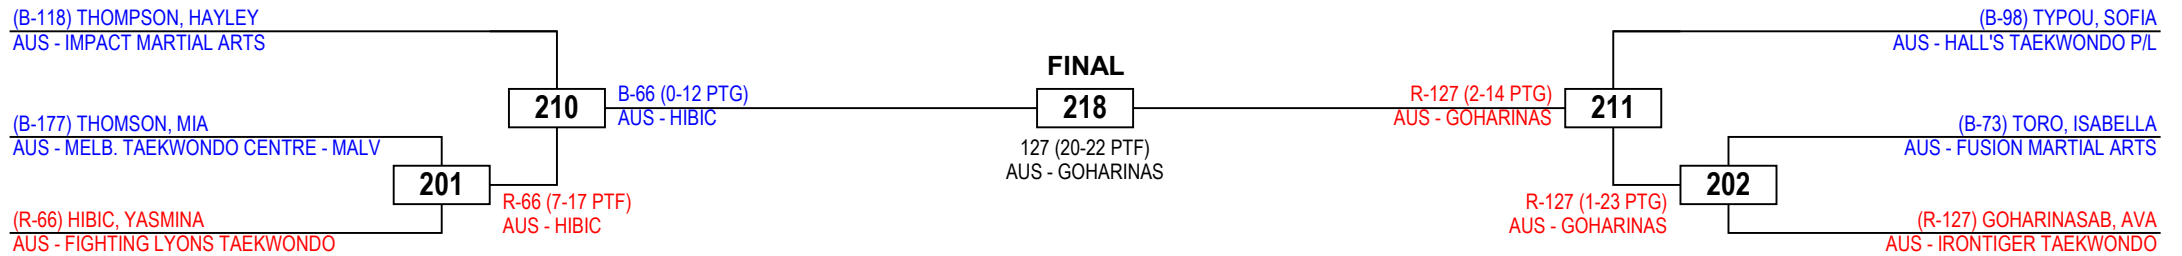 (B-118) THOMPSON, HAYLEY
AUS - IMPACT MARTIAL ARTS
(B-177) THOMSON, MIA
AUS - MELB. TAEKWONDO CENTRE - MALV
(R-66) HIBIC, YASMINA
AUS - FIGHTING LYONS TAEKWONDO
201
R-66 (7-17 PTF)
AUS - HIBIC
210
B-66 (0-12 PTG)
AUS - HIBIC
FINAL
218
127 (20-22 PTF)
AUS - GOHARINAS
R-127 (2-14 PTG)
AUS - GOHARINAS
211
R-127 (1-23 PTG)
AUS - GOHARINAS
202
(B-98) TYPOU, SOFIA
AUS - HALL'S TAEKWONDO P/L
(B-73) TORO, ISABELLA
AUS - FUSION MARTIAL ARTS
(R-127) GOHARINASAB, AVA
AUS - IRONTIGER TAEKWONDO